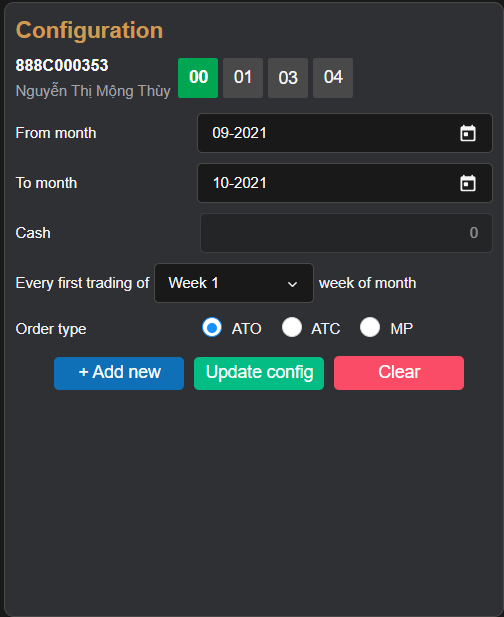 Configuration
888C000353
Nguyễn Thị Mộng Thùy
00 01 03 04
From month 09-2021
To month 10-2021
Cash 0
Every first trading of Week 1 week of month
Order type ATO ATC MP
+ Add new Update config Clear